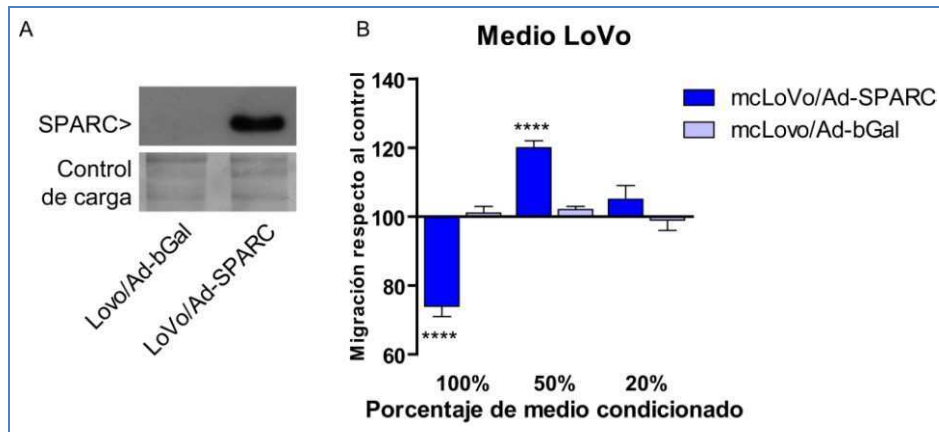 A
SPARC>
Control
de carga
Lovo/Ad-bGal
LoVo/Ad-SPARC
B
Medio LoVo
Migración respecto al control
140
120
100
80
60
****
****
mcLoVo/Ad-SPARC
mcLovo/Ad-bGal
100%
50%
20%
Porcentaje de medio condicionado